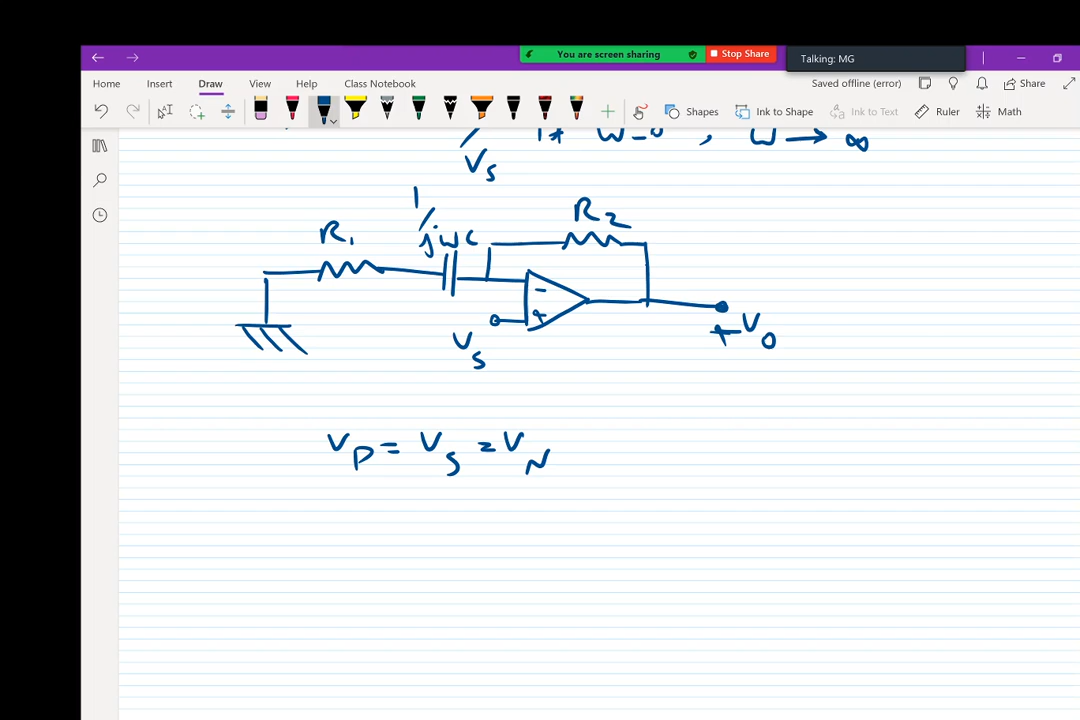 You are screen sharing Stop Share Talking: MG
Home Insert Draw View Help Class Notebook Saved offline (error) Share
Shapes Ink to Shape Ink to Text Ruler Math
Vs ω → ∞
R1 1/jωC R2
- +
Vs +Vo
VP = VS = VN